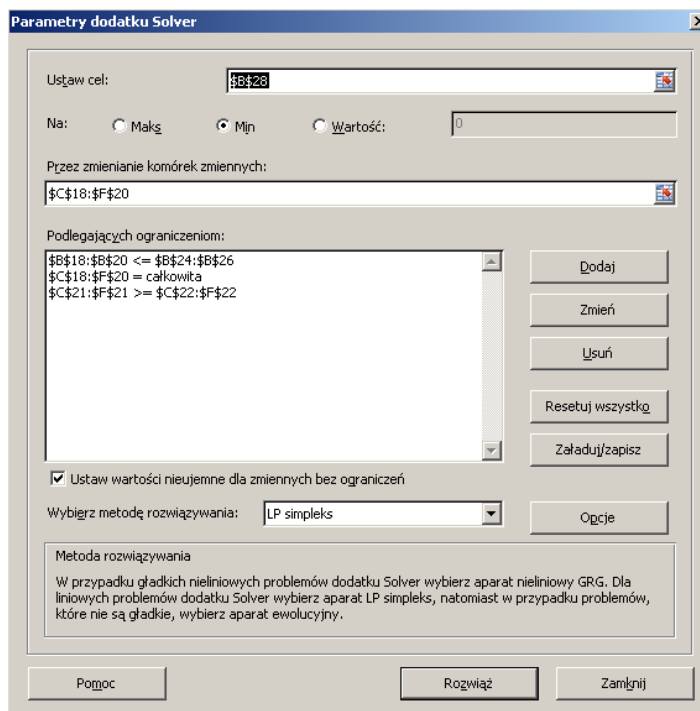 Parametry dodatku Solver
Ustaw cel:
$B$28
Na:
Maks
Min
Wartość:
0
Przez zmienianie komórek zmiennych:
$C$18:$F$20
Podlegających ograniczeniom:
$B$18:$B$20 <= $B$24:$B$26
$C$18:$F$20 = całkowita
$C$21:$F$21 >= $C$22:$F$22
Dodaj
Zmień
Usuń
Resetuj wszystko
Załaduj/zapisz
Ustaw wartości nieujemne dla zmiennych bez ograniczeń
Wybierz metodę rozwiązywania:
LP simpleks
Opcje
Metoda rozwiązywania
W przypadku gładkich nieliniowych problemów dodatku Solver wybierz aparat nieliniowy GRG. Dla
liniowych problemów dodatku Solver wybierz aparat LP simpleks, natomiast w przypadku problemów,
które nie są gładkie, wybierz aparat ewolucyjny.
Pomoc
Rozwiąż
Zamknij